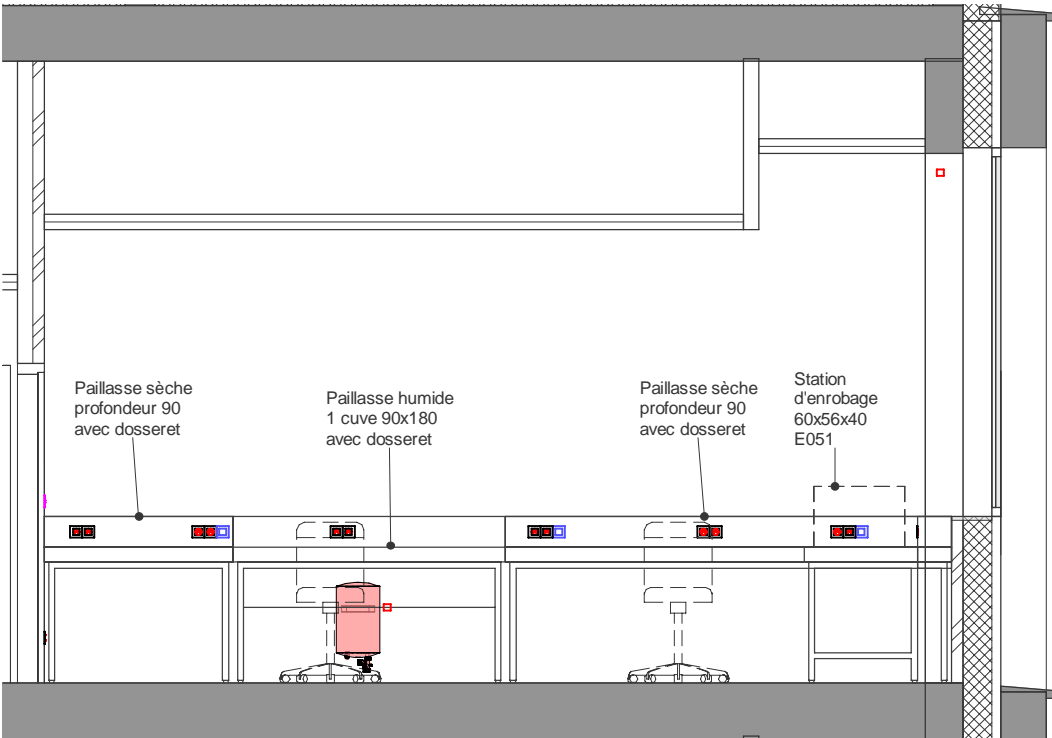 Paillasse sèche
profondeur 90
avec dosseret
Paillasse humide
1 cuve 90x180
avec dosseret
Paillasse sèche
profondeur 90
avec dosseret
Station
d'enrobage
60x56x40
E051